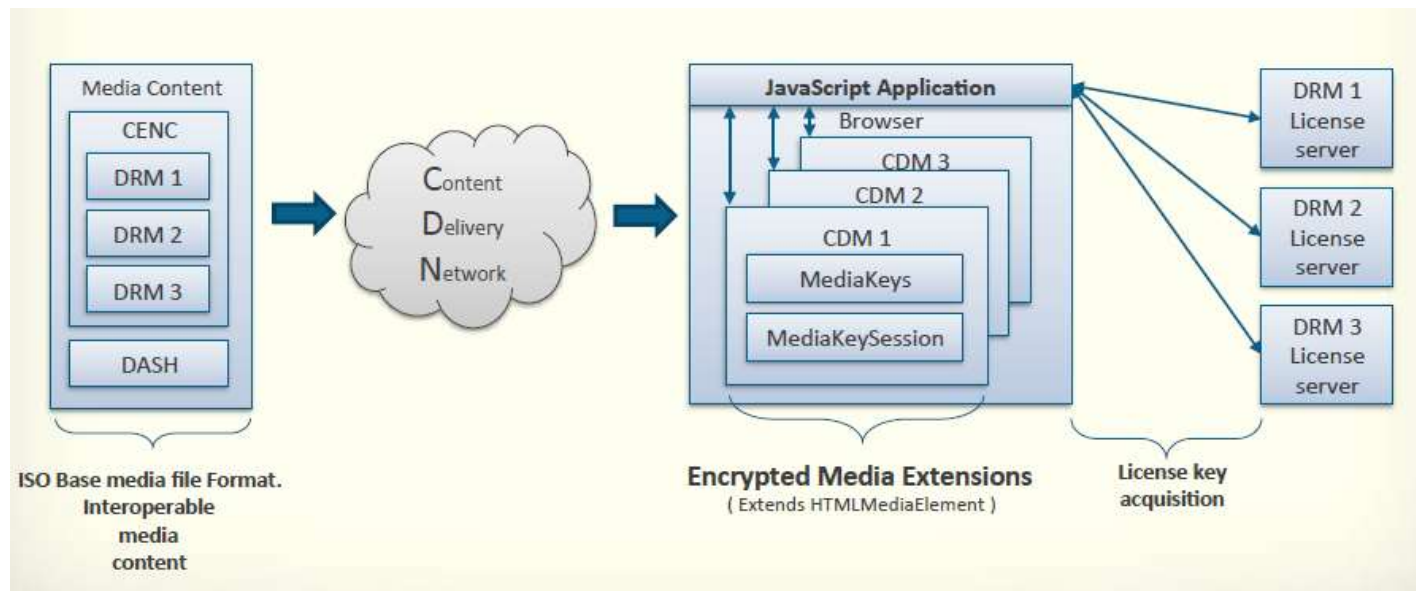 Media Content
CENC
DRM 1
DRM 2
DRM 3
DASH
ISO Base media file Format.
Interoperable
media
content
Content
Delivery
Network
JavaScript Application
Browser
CDM 3
CDM 2
CDM 1
MediaKeys
MediaKeySession
Encrypted Media Extensions
( Extends HTMLMediaElement )
DRM 1
License
server
DRM 2
License
server
DRM 3
License
server
License key
acquisition